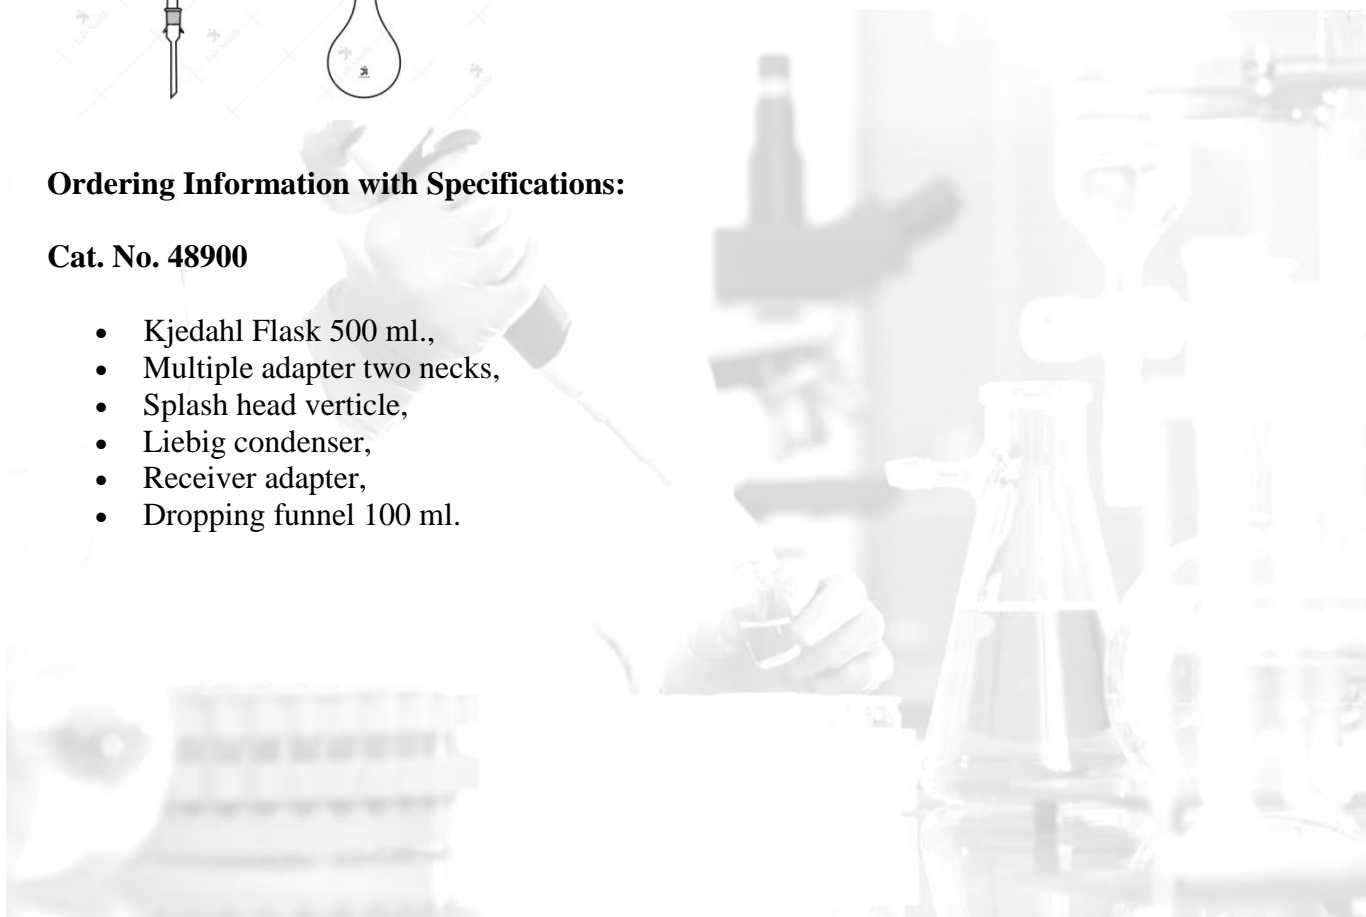 Ordering Information with Specifications:
Cat. No. 48900
• Kjedahl Flask 500 ml.,
• Multiple adapter two necks,
• Splash head verticle,
• Liebig condenser,
• Receiver adapter,
• Dropping funnel 100 ml.